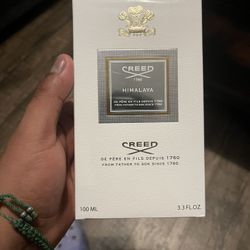 CREED
1760
HIMALAYA
DE PÈRE EN FILS DEPUIS 1760
FROM FATHER TO SON SINCE 1760
CREED
DE PÈRE EN FILS DEPUIS 1760
FROM FATHER TO SON SINCE 1760
100 ML 3.3 FL.OZ